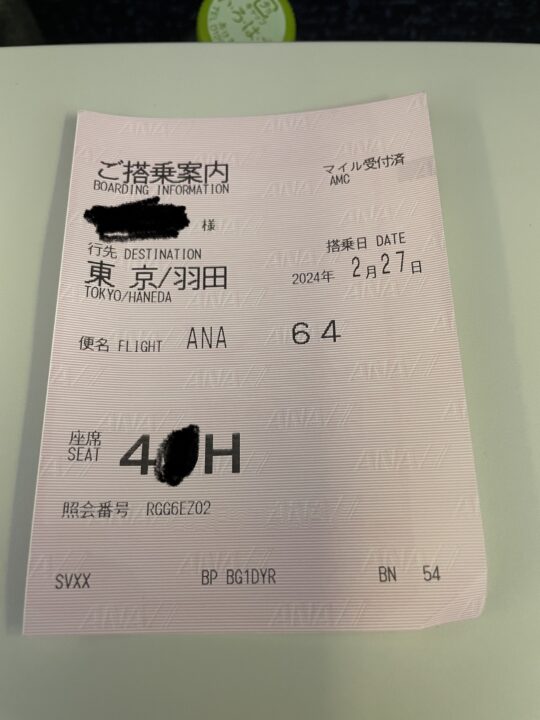 ご搭乗案内
BOARDING INFORMATION
マイル受付済
AMC
様
行先 DESTINATION
東 京/羽田
TOKYO/HANEDA
搭乗日 DATE
2024年 2月27日
便名 FLIGHT ANA 64
座席
SEAT
4 H
照会番号 RGG6EZ02
SVXX BP BG1DYR BN 54